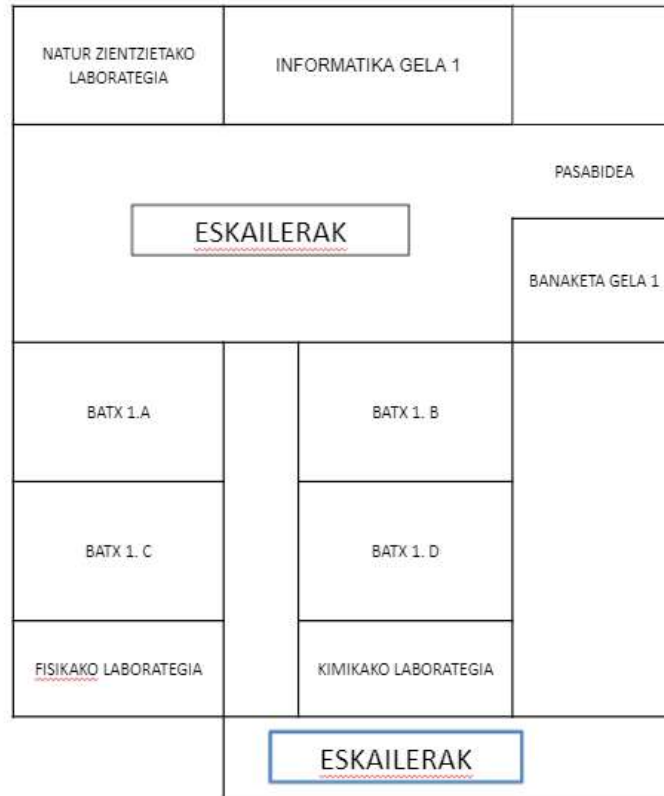 NATUR ZIENTZIETAKO
LABORATEGIA
INFORMATIKA GELA 1
PASABIDEA
ESKAILERAK
BANAKETA GELA 1
BATX 1.A
BATX 1. B
BATX 1. C
BATX 1. D
FISIKAKO LABORATEGIA
KIMIKAKO LABORATEGIA
ESKAILERAK